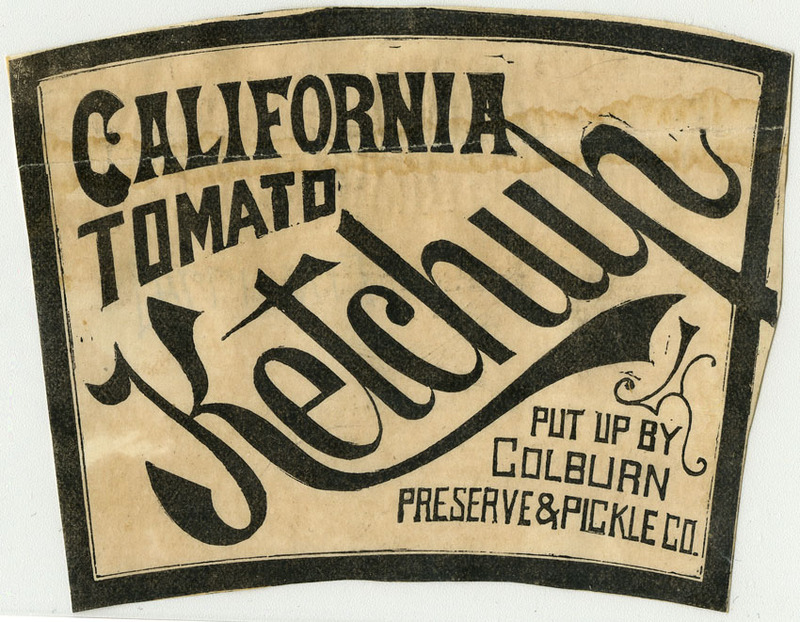 CALIFORNIA
TOMATO
Ketchup
PUT UP BY
COLBURN
PRESERVE & PICKLE CO.